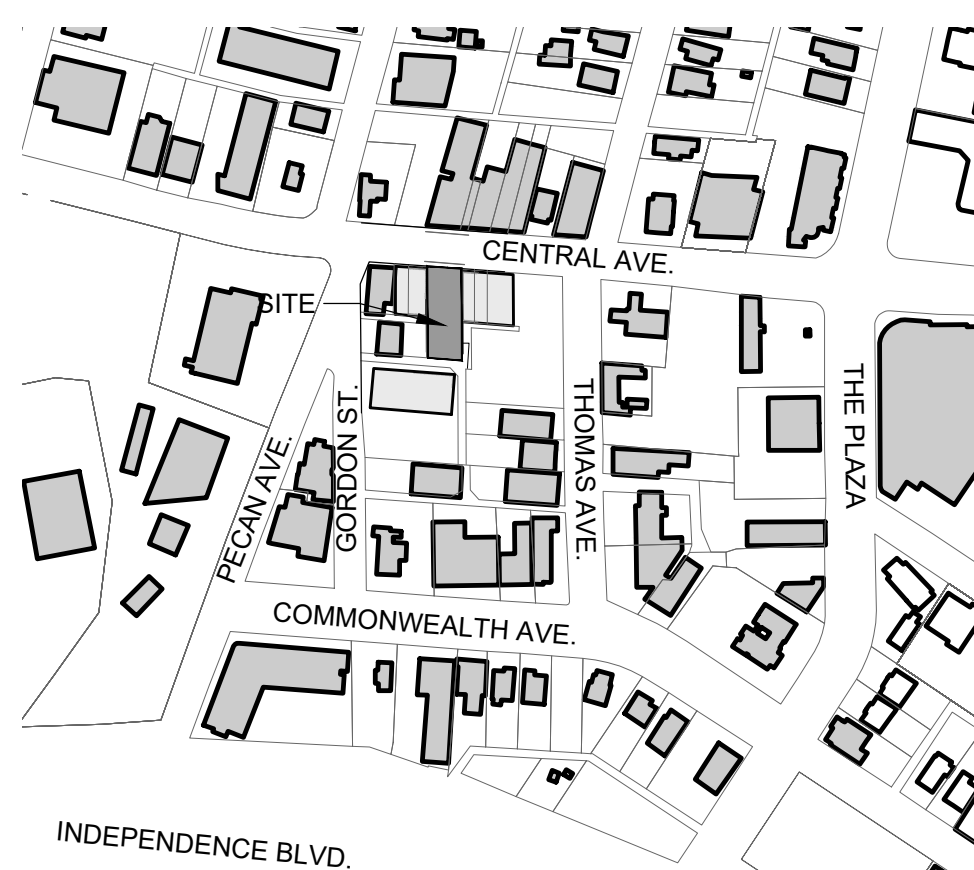 CENTRAL AVE.
SITE
THE PLAZA
THOMAS AVE.
GORDON ST.
PECAN AVE.
COMMONWEALTH AVE.
INDEPENDENCE BLVD.